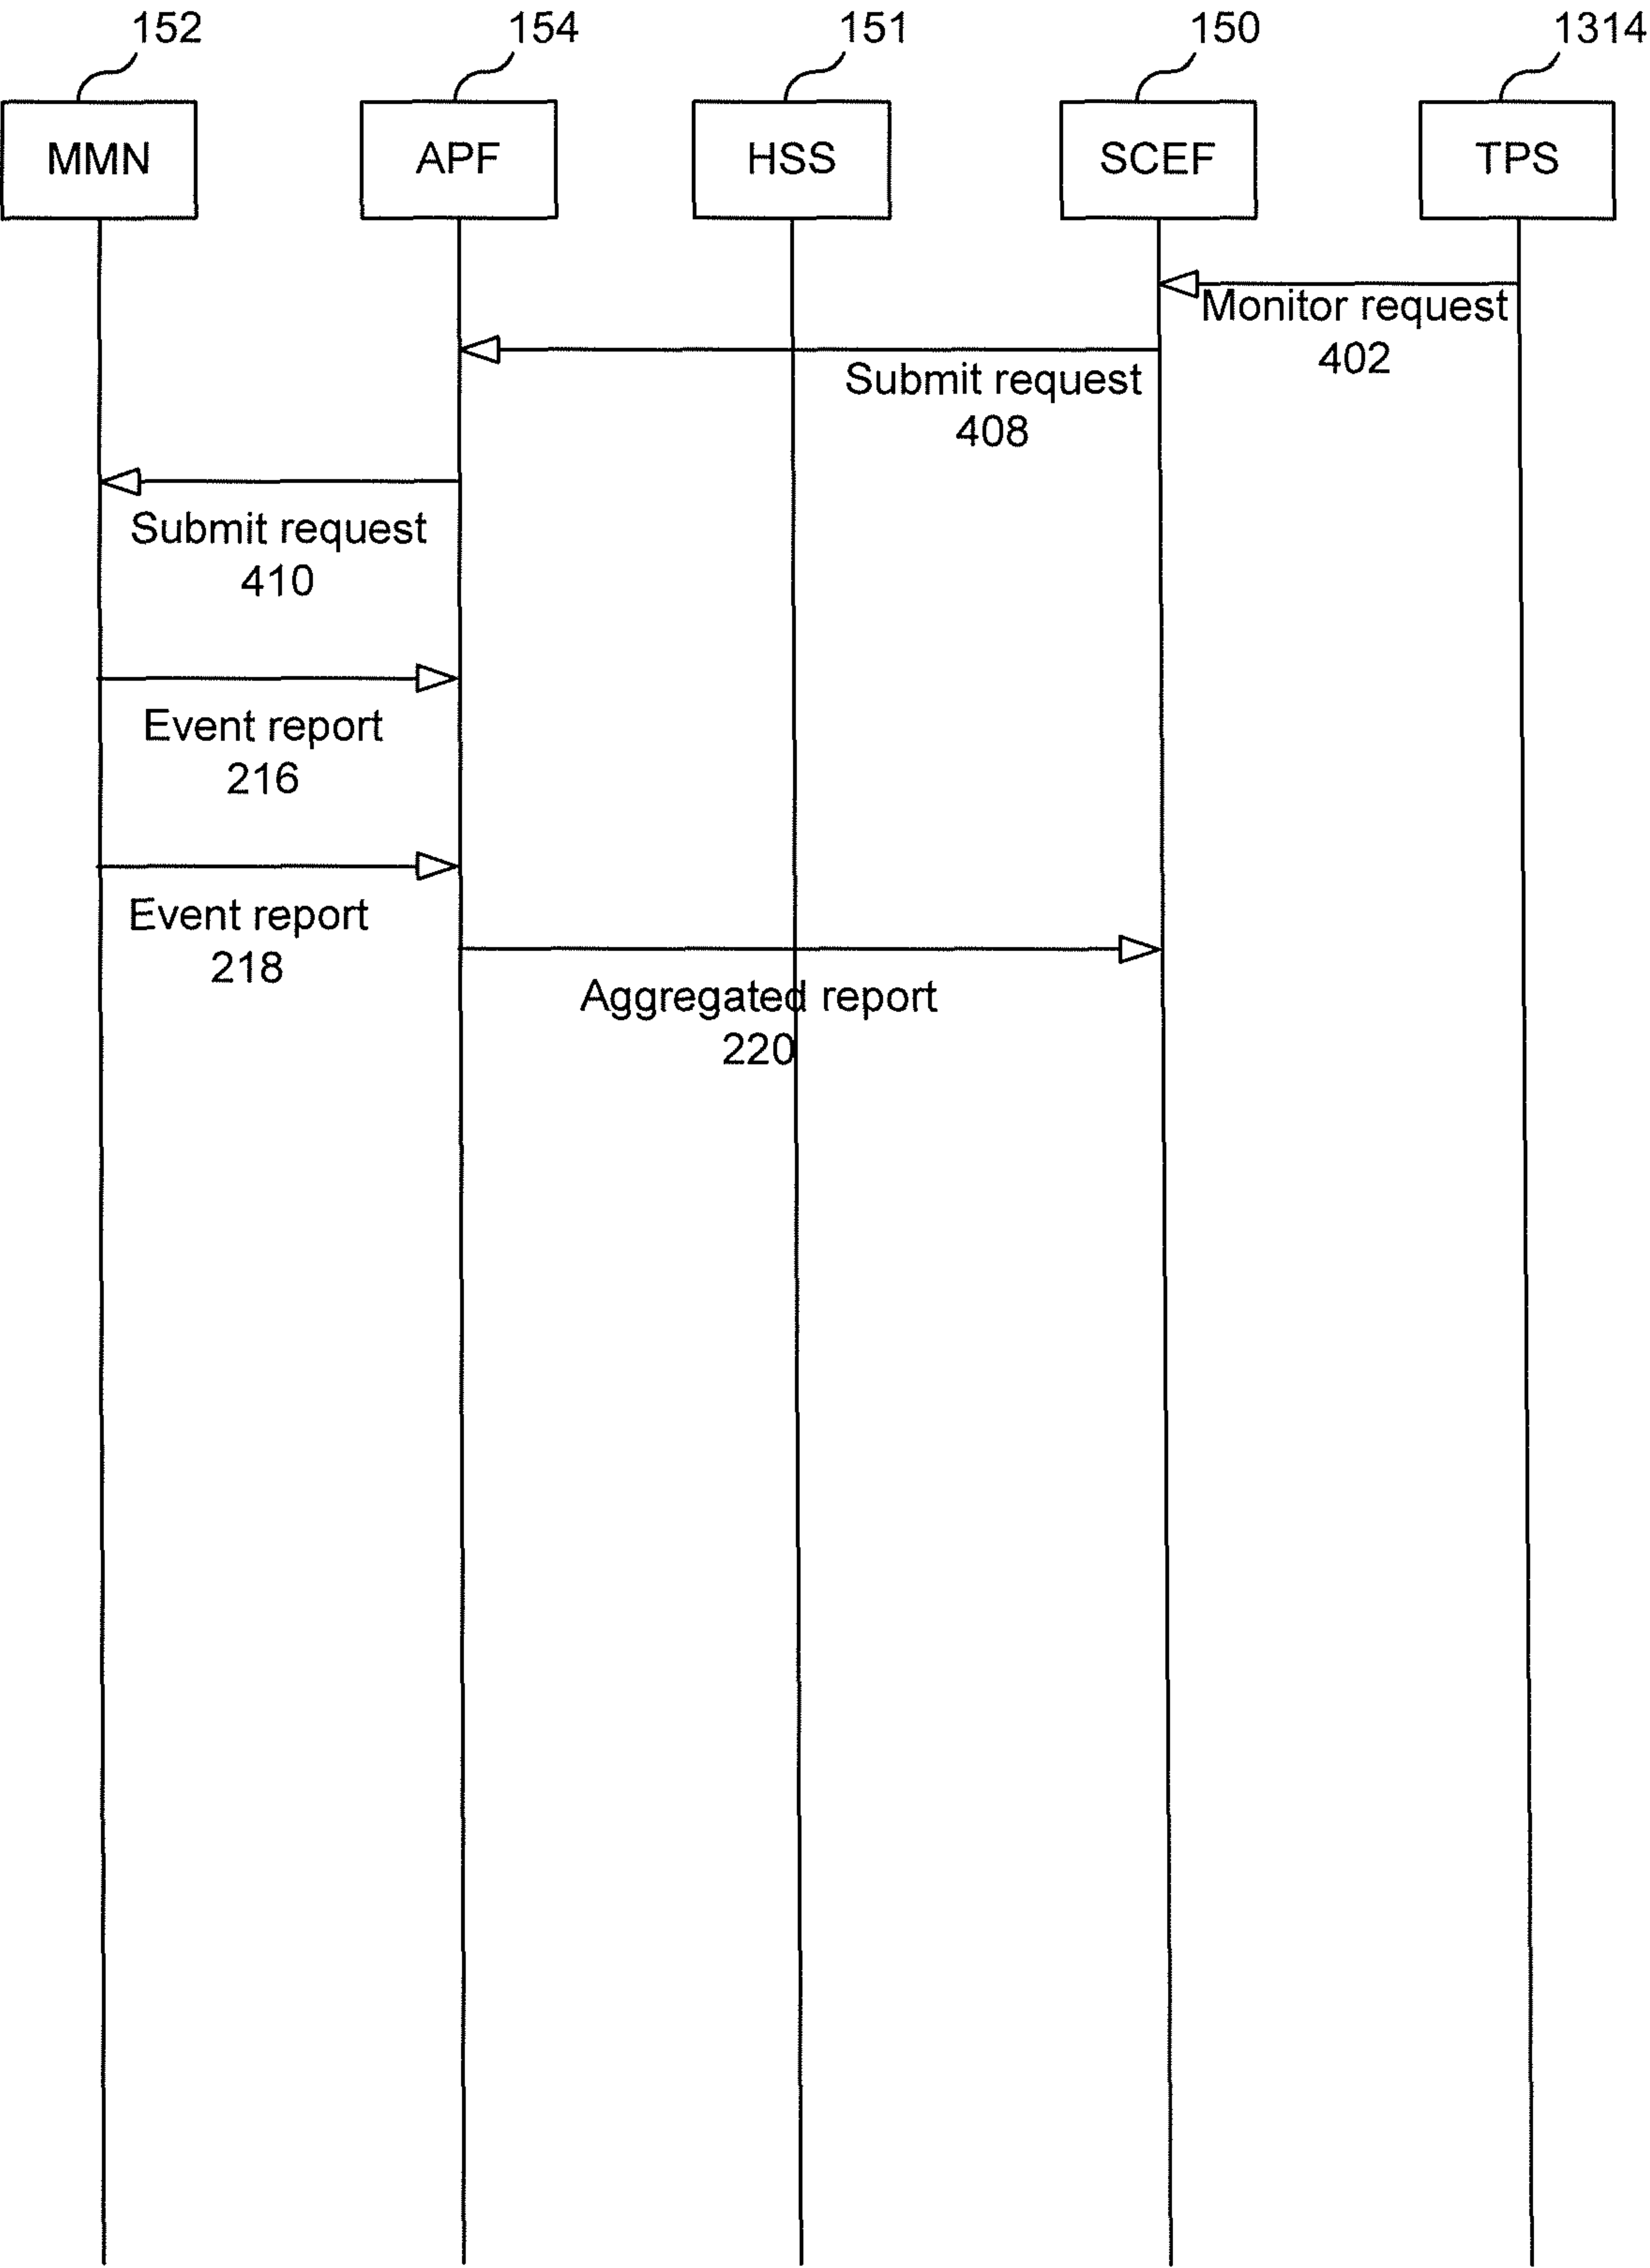 152
154
151
150
1314
MMN
APF
HSS
SCEF
TPS
Monitor request
402
Submit request
408
Submit request
410
Event report
216
Event report
218
Aggregated report
220